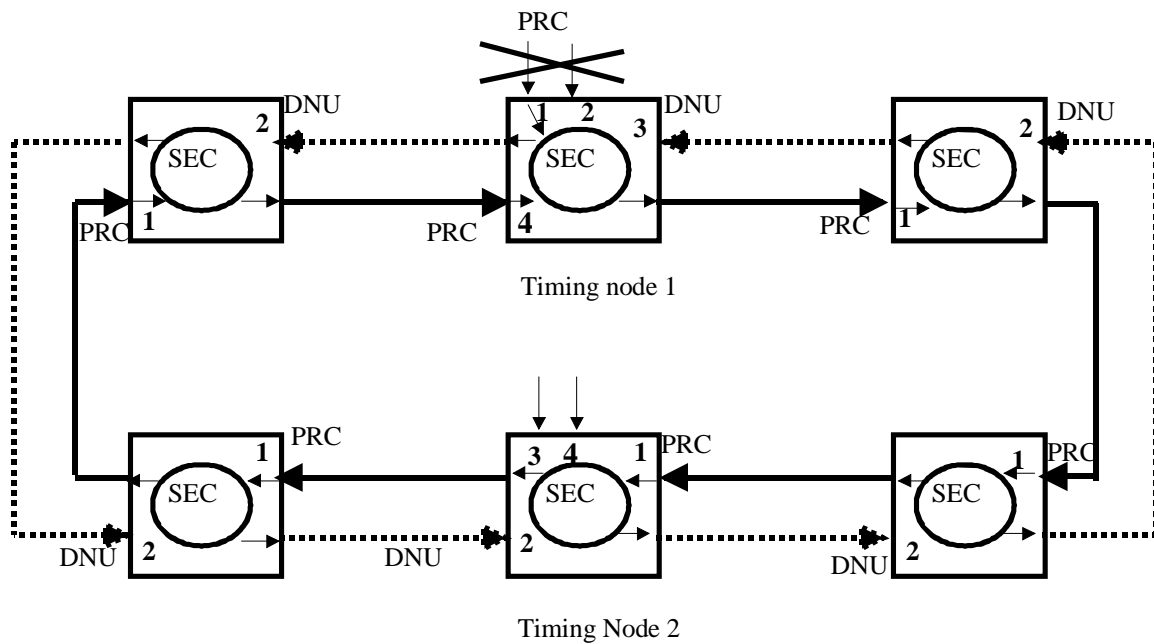 PRC
DNU
DNU
DNU
1
2
2
3
2
SEC
SEC
SEC
1
4
1
PRC
PRC
PRC
Timing node 1
PRC
PRC
PRC
1
3
4
1
1
SEC
SEC
SEC
2
2
2
DNU
DNU
DNU
Timing Node 2